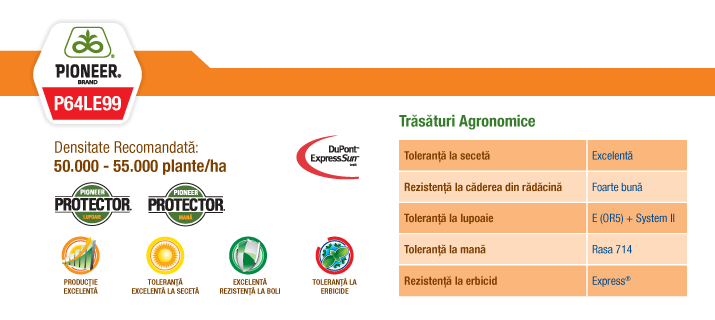 PIONEER®
BRAND
P64LE99
Densitate Recomandată:
50.000 - 55.000 plante/ha
DuPont™
ExpressSun™
PIONEER
PROTECTOR
LUPOAIE
PIONEER
PROTECTOR
MANĂ
PRODUCȚIE
EXCELENTĂ
TOLERANȚĂ
EXCELENTĂ LA SECETĂ
EXCELENTĂ
REZISTENȚĂ LA BOLI
TOLERANȚĂ LA
ERBICIDE
Trăsături Agronomice
Toleranță la secetă Excelentă
Rezistență la căderea din rădăcină Foarte bună
Toleranță la lupoaie E (OR5) + System II
Toleranță la mană Rasa 714
Rezistență la erbicid Express®